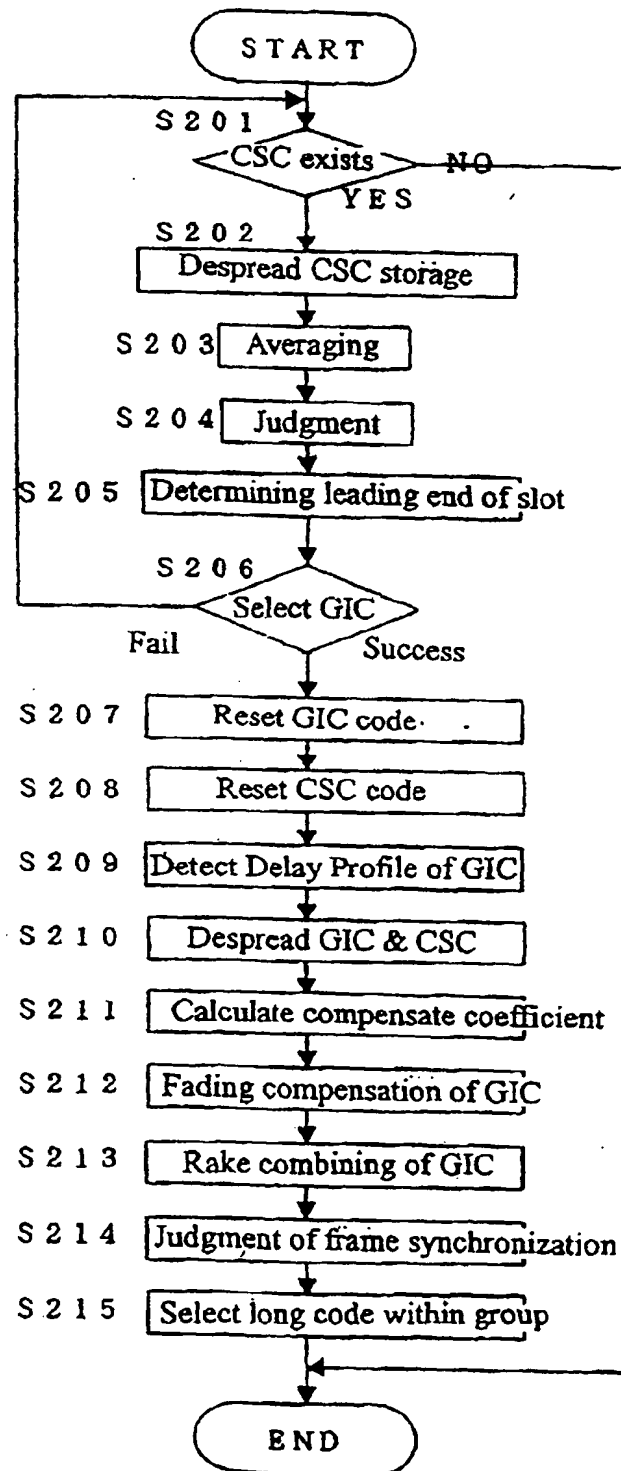 START
S201
CSC exists
NO
YES
S202
Despread CSC storage
S203
Averaging
S204
Judgment
S205
Determining leading end of slot
S206
Select GIC
Fail
Success
S207
Reset GIC code
S208
Reset CSC code
S209
Detect Delay Profile of GIC
S210
Despread GIC & CSC
S211
Calculate compensate coefficient
S212
Fading compensation of GIC
S213
Rake combining of GIC
S214
Judgment of frame synchronization
S215
Select long code within group
END